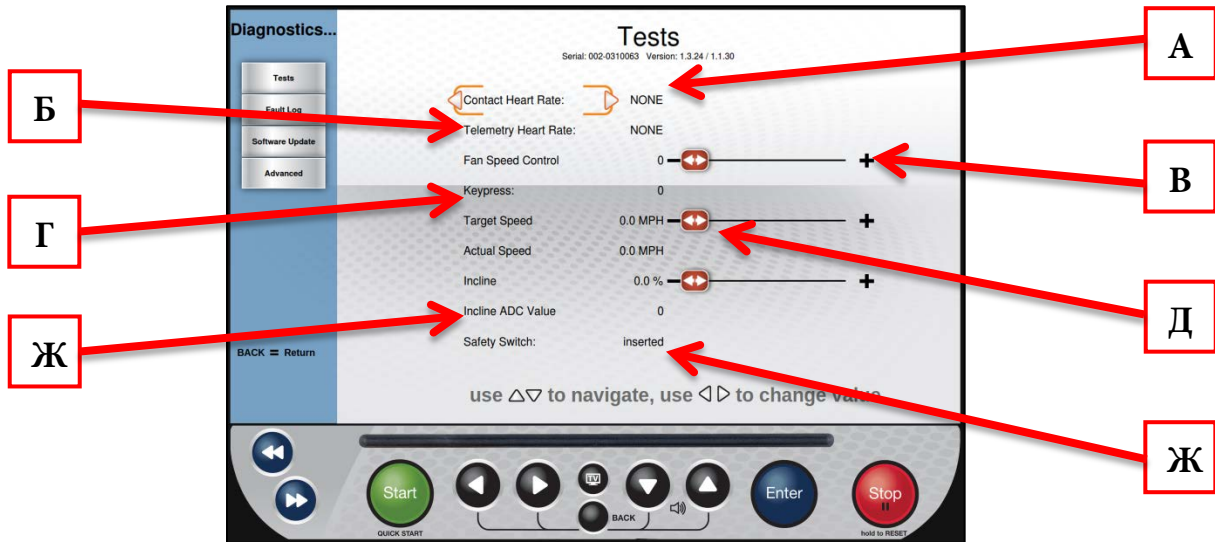 Diagnostics...
Tests
Serial: 002-0310063 Version: 1.3.24 / 1.1.30
А
Tests
Contact Heart Rate: NONE
Б
Fault Log
Telemetry Heart Rate: NONE
Software Update
Fan Speed Control 0
Advanced
В
Keypress: 0
Г
Target Speed 0.0 MPH
Actual Speed 0.0 MPH
Incline 0.0 %
Incline ADC Value 0
Д
Safety Switch: inserted
Ж
BACK = Return
use △▽ to navigate, use ◁ ▷ to change value
Ж
Start
TV
Enter
Stop
BACK
QUICK START
hold to RESET